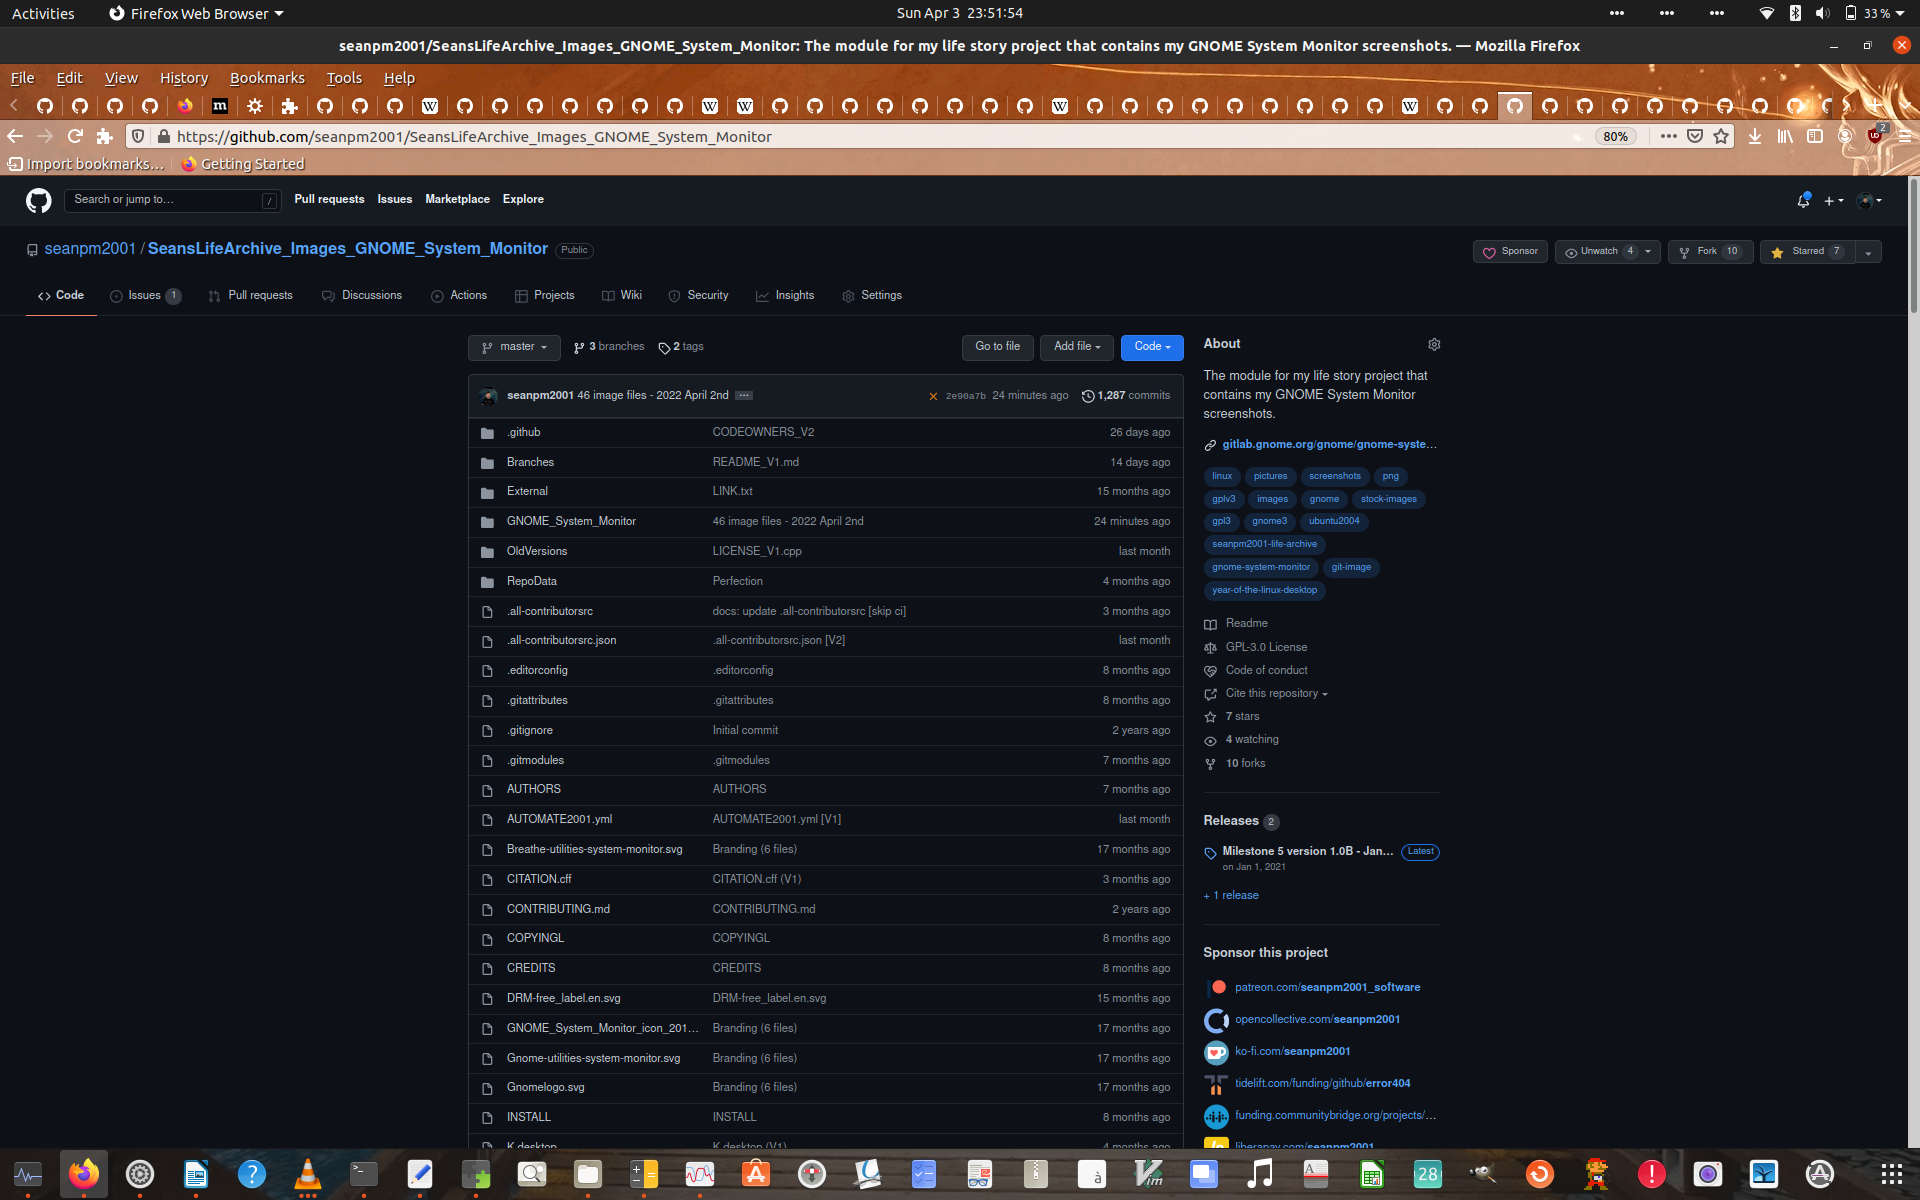 Activities
Firefox Web Browser
Sun Apr 3 23:51:54
33 %
seanpm2001/SeansLifeArchive_Images_GNOME_System_Monitor: The module for my life story project that contains my GNOME System Monitor screenshots. — Mozilla Firefox
File Edit View History Bookmarks Tools Help
https://github.com/seanpm2001/SeansLifeArchive_Images_GNOME_System_Monitor
80%
2
Import bookmarks...
Getting Started
Search or jump to...
/
Pull requests Issues Marketplace Explore
seanpm2001 / SeansLifeArchive_Images_GNOME_System_Monitor Public
Sponsor
Unwatch 4
Fork 10
Starred 7
Code
Issues 1
Pull requests
Discussions
Actions
Projects
Wiki
Security
Insights
Settings
master
3 branches
2 tags
Go to file
Add file
Code
seanpm2001 46 image files - 2022 April 2nd ...
2e90a7b 24 minutes ago
1,287 commits
.github CODEOWNERS_V2 26 days ago
Branches README_V1.md 14 days ago
External LINK.txt 15 months ago
GNOME_System_Monitor 46 image files - 2022 April 2nd 24 minutes ago
OldVersions LICENSE_V1.cpp last month
RepoData Perfection 4 months ago
.all-contributorsrc docs: update .all-contributorsrc [skip ci] 3 months ago
.all-contributorsrc.json .all-contributorsrc.json [V2] last month
.editorconfig .editorconfig 8 months ago
.gitattributes .gitattributes 8 months ago
.gitignore Initial commit 2 years ago
.gitmodules .gitmodules 7 months ago
AUTHORS AUTHORS 7 months ago
AUTOMATE2001.yml AUTOMATE2001.yml [V1] last month
Breathe-utilities-system-monitor.svg Branding (6 files) 17 months ago
CITATION.cff CITATION.cff (V1) 3 months ago
CONTRIBUTING.md CONTRIBUTING.md 2 years ago
COPYINGL COPYINGL 8 months ago
CREDITS CREDITS 8 months ago
DRM-free_label.en.svg DRM-free_label.en.svg 15 months ago
GNOME_System_Monitor_icon_201... Branding (6 files) 17 months ago
Gnome-utilities-system-monitor.svg Branding (6 files) 17 months ago
Gnomelogo.svg Branding (6 files) 17 months ago
INSTALL INSTALL 8 months ago
K.desktop K.desktop (V1) 4 months ago
About
The module for my life story project that
contains my GNOME System Monitor
screenshots.
gitlab.gnome.org/gnome/gnome-syste...
linux pictures screenshots png
gplv3 images gnome stock-images
gpl3 gnome3 ubuntu2004
seanpm2001-life-archive
gnome-system-monitor git-image
year-of-the-linux-desktop
Readme
GPL-3.0 License
Code of conduct
Cite this repository
7 stars
4 watching
10 forks
Releases 2
Milestone 5 version 1.0B - Jan... Latest
on Jan 1, 2021
+ 1 release
Sponsor this project
patreon.com/seanpm2001_software
opencollective.com/seanpm2001
ko-fi.com/seanpm2001
tidelift.com/funding/github/error404
funding.communitybridge.org/projects/...
liberapay.com/seanpm2001
28